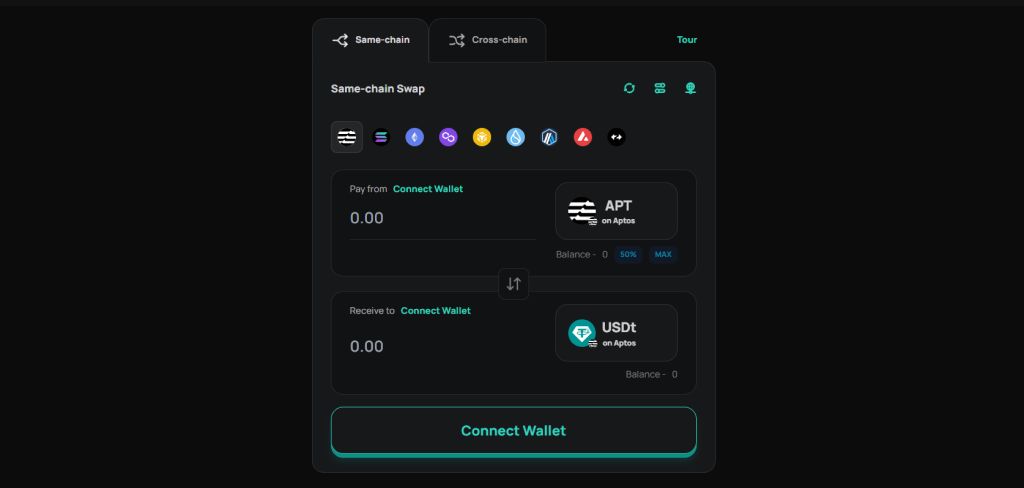 Same-chain Cross-chain Tour
Same-chain Swap
Pay from Connect Wallet
0.00
APT
on Aptos
Balance - 0 50% MAX
Receive to Connect Wallet
0.00
USDt
on Aptos
Balance - 0
Connect Wallet